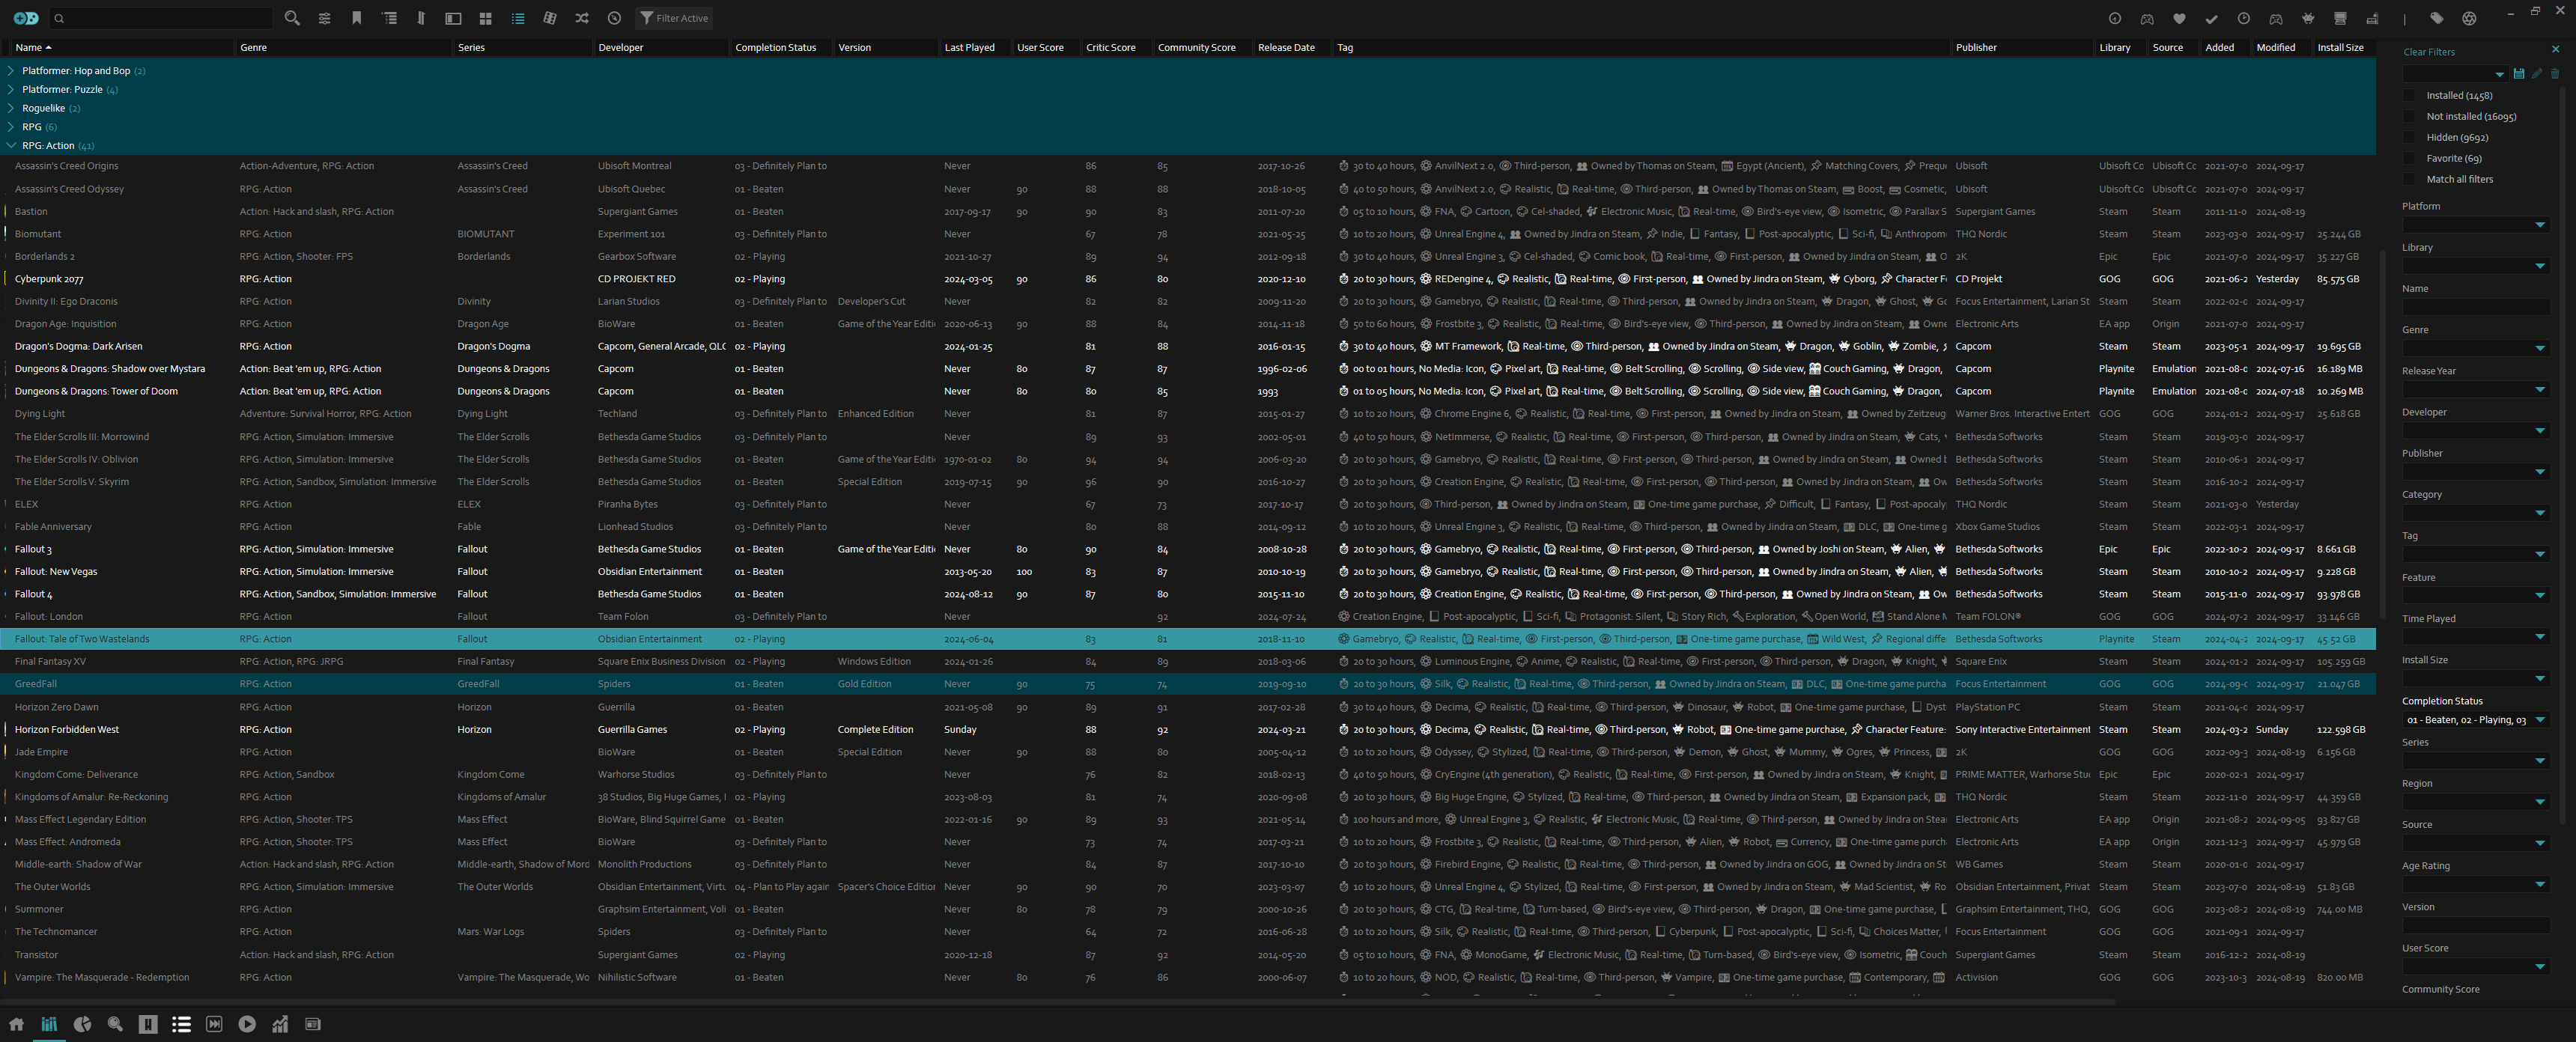 Filter Active
Name Genre Series Developer Completion Status Version Last Played User Score Critic Score Community Score Release Date Tag Publisher Library Source Added Modified Install Size
Platformer: Hop and Bop (2)
Platformer: Puzzle (4)
Roguelike (2)
RPG (6)
RPG: Action (41)
Assassin's Creed Origins Action-Adventure, RPG: Action Assassin's Creed Ubisoft Montreal 03 - Definitely Plan to Never 86 85 2017-10-26 30 to 40 hours, AnvilNext 2.0, Third-person, Owned by Thomas on Steam, Egypt (Ancient), Matching Covers, Ubisoft Ubisoft Ubisoft 2021-07-0 2024-09-17
Assassin's Creed Odyssey RPG: Action Assassin's Creed Ubisoft Quebec 01 - Beaten Never 90 88 88 2018-10-05 40 to 50 hours, AnvilNext 2.0, Realistic, Real-time, Third-person, Owned by Thomas on Steam, Boost, Cosmetic, Ubisoft Ubisoft Ubisoft 2021-07-0 2024-09-17
Bastion Action: Hack and slash, RPG: Action Supergiant Games 01 - Beaten 2017-09-17 90 90 83 2011-07-20 05 to 10 hours, FNA, Cartoon, Cel-shaded, Electronic Music, Real-time, Bird's-eye view, Isometric, Parallax S Supergiant Games Steam Steam 2011-11-0 2024-08-19
Biomutant RPG: Action BIOMUTANT Experiment 101 03 - Definitely Plan to Never 67 78 2021-05-25 10 to 20 hours, Unreal Engine 4, Owned by Jindra on Steam, Indie, Fantasy, Post-apocalyptic, Sci-fi, Anthropom THQ Nordic Steam Steam 2023-03-0 2024-09-17 25.244 GB
Borderlands 2 RPG: Action, Shooter: FPS Borderlands Gearbox Software 02 - Playing 2021-10-27 89 94 2012-09-18 30 to 40 hours, Unreal Engine 3, Cel-shaded, Comic book, Real-time, First-person, Owned by Jindra on Steam, O 2K Epic Epic 2021-07-0 2024-09-17 35.227 GB
Cyberpunk 2077 RPG: Action CD PROJEKT RED 02 - Playing 2024-03-05 90 86 80 2020-12-10 20 to 30 hours, REDengine 4, Realistic, Real-time, First-person, Owned by Jindra on Steam, Cyborg, Character F CD Projekt GOG GOG 2021-06-2 Yesterday 85.575 GB
Divinity II: Ego Draconis RPG: Action Divinity Larian Studios 03 - Definitely Plan to Developer's Cut Never 82 82 2009-11-20 20 to 30 hours, Gamebryo, Realistic, Real-time, Third-person, Owned by Jindra on Steam, Dragon, Ghost, Focus Entertainment, Larian St Steam Steam 2022-02-0 2024-09-17
Dragon Age: Inquisition RPG: Action Dragon Age BioWare 01 - Beaten Game of the Year Editi 2020-06-13 90 88 84 2014-11-18 50 to 60 hours, Frostbite 3, Realistic, Real-time, Bird's-eye view, Third-person, Owned by Jindra on Steam, Owne Electronic Arts EA app Origin 2021-07-0 2024-09-17
Dragon's Dogma: Dark Arisen RPG: Action Dragon's Dogma Capcom, General Arcade, QLC 02 - Playing 2024-01-25 81 88 2016-01-15 30 to 40 hours, MT Framework, Real-time, Third-person, Owned by Jindra on Steam, Dragon, Goblin, Zombie, Capcom Steam Steam 2023-05-1 2024-09-17 19.695 GB
Dungeons & Dragons: Shadow over Mystara Action: Beat 'em up, RPG: Action Dungeons & Dragons Capcom 01 - Beaten Never 80 87 87 1996-02-06 00 to 01 hours, No Media: Icon, Pixel art, Real-time, Belt Scrolling, Scrolling, Side view, Couch Gaming, Dragon, Capcom Playnite Emulation 2021-08-0 2024-07-16 16.189 MB
Dungeons & Dragons: Tower of Doom Action: Beat 'em up, RPG: Action Dungeons & Dragons Capcom 01 - Beaten Never 80 80 85 1993 01 to 05 hours, No Media: Icon, Pixel art, Real-time, Belt Scrolling, Scrolling, Side view, Couch Gaming, Dragon, Capcom Playnite Emulation 2021-08-0 2024-07-18 10.269 MB
Dying Light Adventure: Survival Horror, RPG: Action Dying Light Techland 03 - Definitely Plan to Enhanced Edition Never 81 87 2015-01-27 10 to 20 hours, Chrome Engine 6, Realistic, Real-time, First-person, Owned by Jindra on Steam, Owned by Zeitzeug Warner Bros. Interactive Entert GOG GOG 2024-01-2 2024-09-17 25.618 GB
The Elder Scrolls III: Morrowind RPG: Action, Simulation: Immersive The Elder Scrolls Bethesda Game Studios 03 - Definitely Plan to Never 89 93 2002-05-01 40 to 50 hours, NetImmerse, Realistic, Real-time, First-person, Third-person, Owned by Jindra on Steam, Cats, Bethesda Softworks Steam Steam 2019-03-0 2024-09-17
The Elder Scrolls IV: Oblivion RPG: Action, Simulation: Immersive The Elder Scrolls Bethesda Game Studios 01 - Beaten Game of the Year Editi 1970-01-02 80 94 94 2006-03-20 20 to 30 hours, Gamebryo, Realistic, Real-time, First-person, Third-person, Owned by Jindra on Steam, Owned b Bethesda Softworks Steam Steam 2010-06-1 2024-09-17
The Elder Scrolls V: Skyrim RPG: Action, Sandbox, Simulation: Immersive The Elder Scrolls Bethesda Game Studios 01 - Beaten Special Edition 2019-07-15 90 96 90 2016-10-27 20 to 30 hours, Creation Engine, Realistic, Real-time, First-person, Third-person, Owned by Jindra on Steam, Ow Bethesda Softworks Steam Steam 2016-10-2 2024-09-17
ELEX RPG: Action ELEX Piranha Bytes 03 - Definitely Plan to Never 67 73 2017-10-17 20 to 30 hours, Third-person, Owned by Jindra on Steam, One-time game purchase, Difficult, Fantasy, Post-apocaly THQ Nordic Steam Steam 2021-03-0 Yesterday
Fable Anniversary RPG: Action Fable Lionhead Studios 03 - Definitely Plan to Never 80 88 2014-09-12 10 to 20 hours, Unreal Engine 3, Realistic, Real-time, Third-person, Owned by Jindra on Steam, DLC, One-time g Xbox Game Studios Steam Steam 2022-03-1 2024-09-17
Fallout 3 RPG: Action, Simulation: Immersive Fallout Bethesda Game Studios 01 - Beaten Game of the Year Editi Never 80 90 84 2008-10-28 20 to 30 hours, Gamebryo, Realistic, Real-time, First-person, Third-person, Owned by Joshi on Steam, Alien, Bethesda Softworks Epic Epic 2022-10-2 2024-09-17 8.661 GB
Fallout: New Vegas RPG: Action, Simulation: Immersive Fallout Obsidian Entertainment 01 - Beaten 2013-05-20 100 83 87 2010-10-19 20 to 30 hours, Gamebryo, Realistic, Real-time, First-person, Third-person, Owned by Jindra on Steam, Alien, Bethesda Softworks Steam Steam 2010-10-2 2024-09-17 9.228 GB
Fallout 4 RPG: Action, Sandbox, Simulation: Immersive Fallout Bethesda Game Studios 01 - Beaten 2024-08-12 90 87 80 2015-11-10 20 to 30 hours, Creation Engine, Realistic, Real-time, First-person, Third-person, Owned by Jindra on Steam, Ow Bethesda Softworks Steam Steam 2015-11-0 2024-09-17 93.978 GB
Fallout: London RPG: Action Fallout Team Folon 03 - Definitely Plan to Never 92 2024-07-24 Creation Engine, Post-apocalyptic, Sci-fi, Protagonist: Silent, Story Rich, Exploration, Open World, Stand Alone M Team FOLON® GOG GOG 2024-07-2 2024-09-17 33.146 GB
Fallout: Tale of Two Wastelands RPG: Action Fallout Obsidian Entertainment 02 - Playing 2024-06-04 83 81 2018-11-10 Gamebryo, Realistic, Real-time, First-person, Third-person, One-time game purchase, Wild West, Regional diffe Bethesda Softworks Playnite Steam 2024-04-2 2024-09-17 45.52 GB
Final Fantasy XV RPG: Action, RPG: JRPG Final Fantasy Square Enix Business Division 02 - Playing Windows Edition 2024-01-26 84 89 2018-03-06 20 to 30 hours, Luminous Engine, Anime, Realistic, Real-time, First-person, Third-person, Dragon, Knight, Square Enix Steam Steam 2024-01-2 2024-09-17 105.259 GB
GreedFall RPG: Action GreedFall Spiders 01 - Beaten Gold Edition Never 90 75 74 2019-09-10 20 to 30 hours, Silk, Realistic, Real-time, Third-person, Owned by Jindra on Steam, DLC, One-time game purcha Focus Entertainment GOG GOG 2024-09-0 2024-09-17 21.047 GB
Horizon Zero Dawn RPG: Action Horizon Guerrilla 01 - Beaten 2021-05-08 90 89 91 2017-02-28 30 to 40 hours, Decima, Realistic, Real-time, Third-person, Dinosaur, Robot, One-time game purchase, Dyst PlayStation PC GOG GOG 2021-04-0 2024-09-17
Horizon Forbidden West RPG: Action Horizon Guerrilla Games 02 - Playing Complete Edition Sunday 88 92 2024-03-21 20 to 30 hours, Decima, Realistic, Real-time, Third-person, Robot, One-time game purchase, Character Feature: Sony Interactive Entertainment Steam Steam 2024-03-2 Sunday 122.598 GB
Jade Empire RPG: Action BioWare 01 - Beaten Special Edition Never 90 88 80 2005-04-12 10 to 20 hours, Odyssey, Stylized, Real-time, Third-person, Demon, Ghost, Mummy, Ogres, Princess, 2K GOG GOG 2022-09-3 2024-08-19 6.156 GB
Kingdom Come: Deliverance RPG: Action, Sandbox Kingdom Come Warhorse Studios 03 - Definitely Plan to Never 76 82 2018-02-13 40 to 50 hours, CryEngine (4th generation), Realistic, Real-time, First-person, Owned by Jindra on Steam, Knight, PRIME MATTER, Warhorse Stu Epic Epic 2020-02-1 2024-09-17
Kingdoms of Amalur: Re-Reckoning RPG: Action Kingdoms of Amalur 38 Studios, Big Huge Games, 02 - Playing 2023-08-03 81 74 2020-09-08 20 to 30 hours, Big Huge Engine, Stylized, Real-time, Third-person, Owned by Jindra on Steam, Expansion pack, THQ Nordic Steam Steam 2022-11-0 2024-09-17 44.359 GB
Mass Effect Legendary Edition RPG: Action, Shooter: TPS Mass Effect BioWare, Blind Squirrel Game 01 - Beaten 2022-01-16 90 89 93 2021-05-14 100 hours and more, Unreal Engine 3, Realistic, Electronic Music, Real-time, Third-person, Owned by Jindra on Steam Electronic Arts EA app Origin 2021-08-2 2024-09-05 93.827 GB
Mass Effect: Andromeda RPG: Action, Shooter: TPS Mass Effect BioWare 03 - Definitely Plan to Never 73 74 2017-03-21 10 to 20 hours, Frostbite 3, Realistic, Real-time, Third-person, Alien, Robot, Currency, One-time game purch Electronic Arts EA app Origin 2021-12-3 2024-09-17 45.979 GB
Middle-earth: Shadow of War Action: Hack and slash, RPG: Action Middle-earth, Shadow of Mord Monolith Productions 03 - Definitely Plan to Never 84 87 2017-10-10 20 to 30 hours, Firebird Engine, Realistic, Real-time, Third-person, Owned by Jindra on GOG, Owned by Jindra on St WB Games Steam Steam 2020-01-0 2024-09-17
The Outer Worlds RPG: Action, Simulation: Immersive The Outer Worlds Obsidian Entertainment, Virtu 04 - Plan to Play again Spacer's Choice Edition Never 90 90 70 2023-03-07 10 to 20 hours, Unreal Engine 4, Stylized, Real-time, First-person, Owned by Jindra on Steam, Mad Scientist, Ro Obsidian Entertainment, Privat Steam Steam 2023-07-0 2024-08-19 51.83 GB
Summoner RPG: Action Graphsim Entertainment, Voli 01 - Beaten Never 80 78 79 2000-10-26 20 to 30 hours, CTG, Real-time, Turn-based, Bird's-eye view, Third-person, Dragon, One-time game purchase, Graphsim Entertainment, THQ, GOG GOG 2023-08-2 2024-08-19 744.00 MB
The Technomancer RPG: Action Mars: War Logs Spiders 03 - Definitely Plan to Never 64 72 2016-06-28 10 to 20 hours, Silk, Realistic, Real-time, Third-person, Cyberpunk, Post-apocalyptic, Sci-fi, Choices Matter, Focus Entertainment GOG GOG 2021-09-1 2024-09-17
Transistor Action: Hack and slash, RPG: Action Supergiant Games 02 - Playing 2020-12-18 87 92 2014-05-20 05 to 10 hours, FNA, MonoGame, Electronic Music, Real-time, Turn-based, Bird's-eye view, Isometric, Couch Supergiant Games Steam Steam 2016-12-2 2024-08-19
Vampire: The Masquerade - Redemption RPG: Action Vampire: The Masquerade, Wo Nihilistic Software 01 - Beaten Never 80 76 86 2000-06-07 10 to 20 hours, NOD, Realistic, Real-time, Third-person, Vampire, One-time game purchase, Contemporary, Activision GOG GOG 2023-10-3 2024-08-19 820.00 MB
Clear Filters
Installed (1458)
Not installed (16095)
Hidden (9692)
Favorite (69)
Match all filters
Platform
Library
Name
Genre
Release Year
Developer
Publisher
Category
Tag
Feature
Time Played
Install Size
Completion Status
01 - Beaten, 02 - Playing, 03
Series
Region
Source
Age Rating
Version
User Score
Community Score